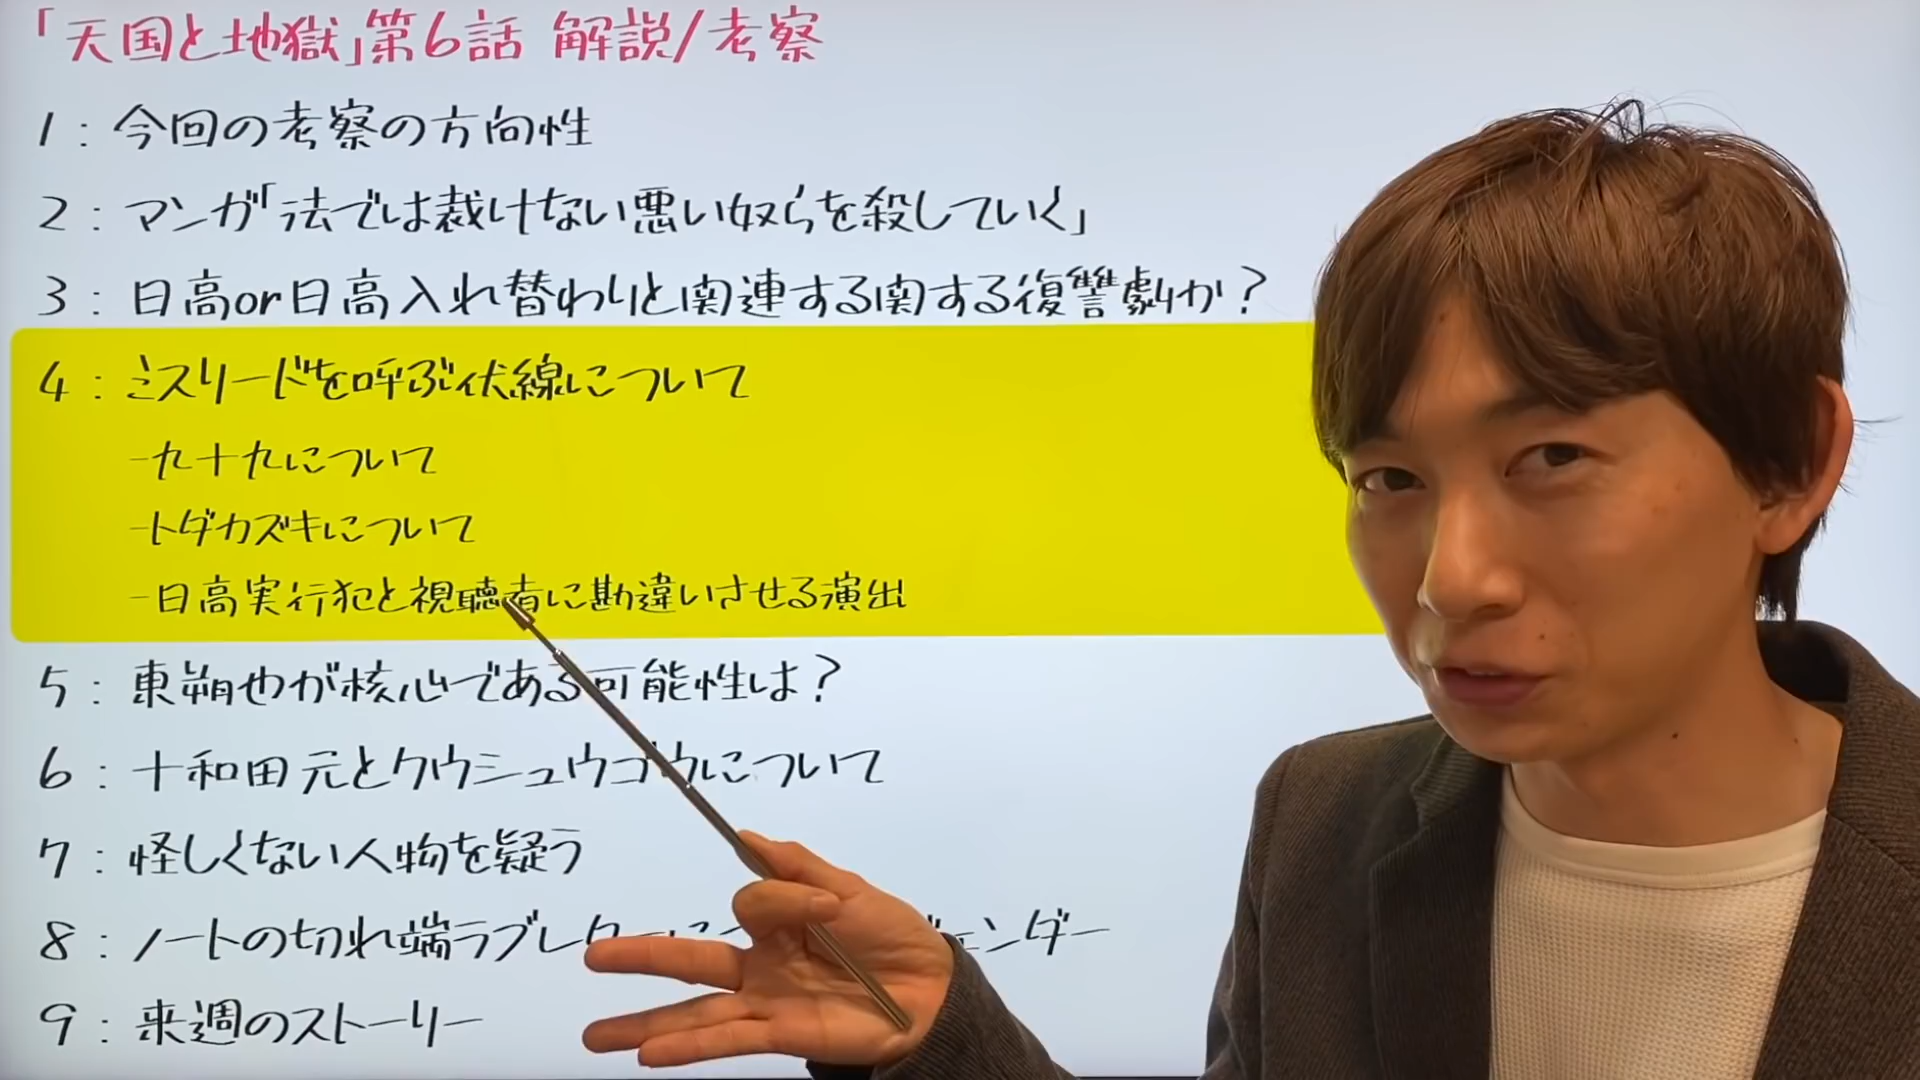 「天国と地獄」第6話 解説/考察
1：今回の考察の方向性
2：マンガ「法では裁けない悪い奴らを殺していく」
3：日高or日高入れ替わりと関連する関する復讐劇か？
4：ミスリードを呼ぶ伏線について
-九十九について
-トダカズキについて
-日高実行犯と視聴者に勘違いさせる演出
5：東朔也が核心である可能性は？
6：十和田元とクウシュウゴウについて
7：怪しくない人物を疑う
8：ノートの切れ端ラブレター
9：来週のストーリー